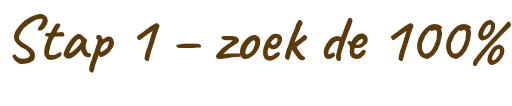 Stap 1 – zoek de 100%